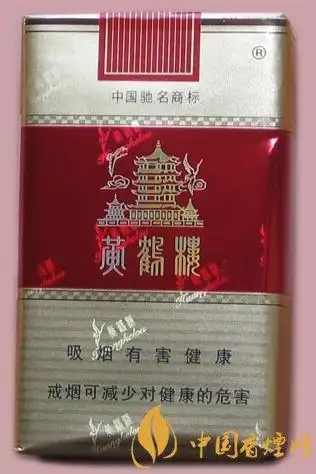 ®
中国驰名商标
黄鹤楼
吸烟有害健康
戒烟可减少对健康的危害
中国香烟网